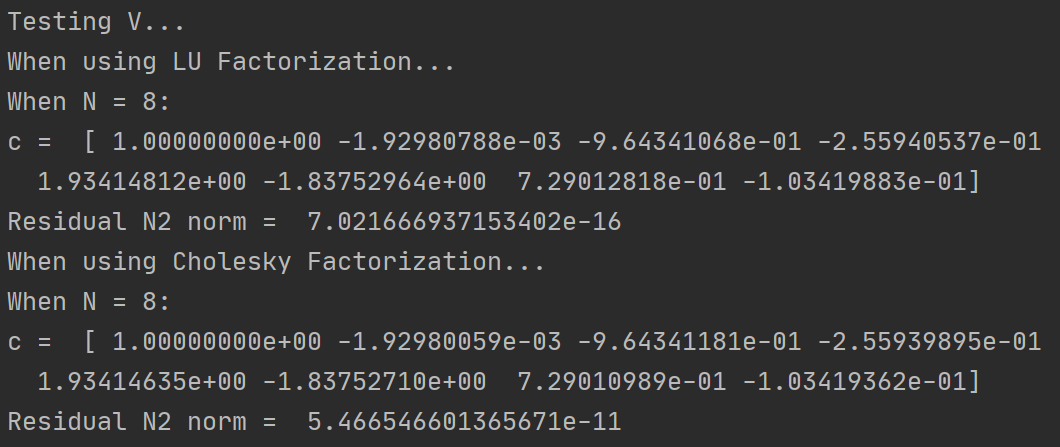 Testing V...
When using LU Factorization...
When N = 8:
c =  [ 1.00000000e+00 -1.92980788e-03 -9.64341068e-01 -2.55940537e-01
  1.93414812e+00 -1.83752964e+00  7.29012818e-01 -1.03419883e-01]
Residual N2 norm =  7.021666937153402e-16
When using Cholesky Factorization...
When N = 8:
c =  [ 1.00000000e+00 -1.92980059e-03 -9.64341181e-01 -2.55939895e-01
  1.93414635e+00 -1.83752710e+00  7.29010989e-01 -1.03419362e-01]
Residual N2 norm =  5.4665466013656​71e-11